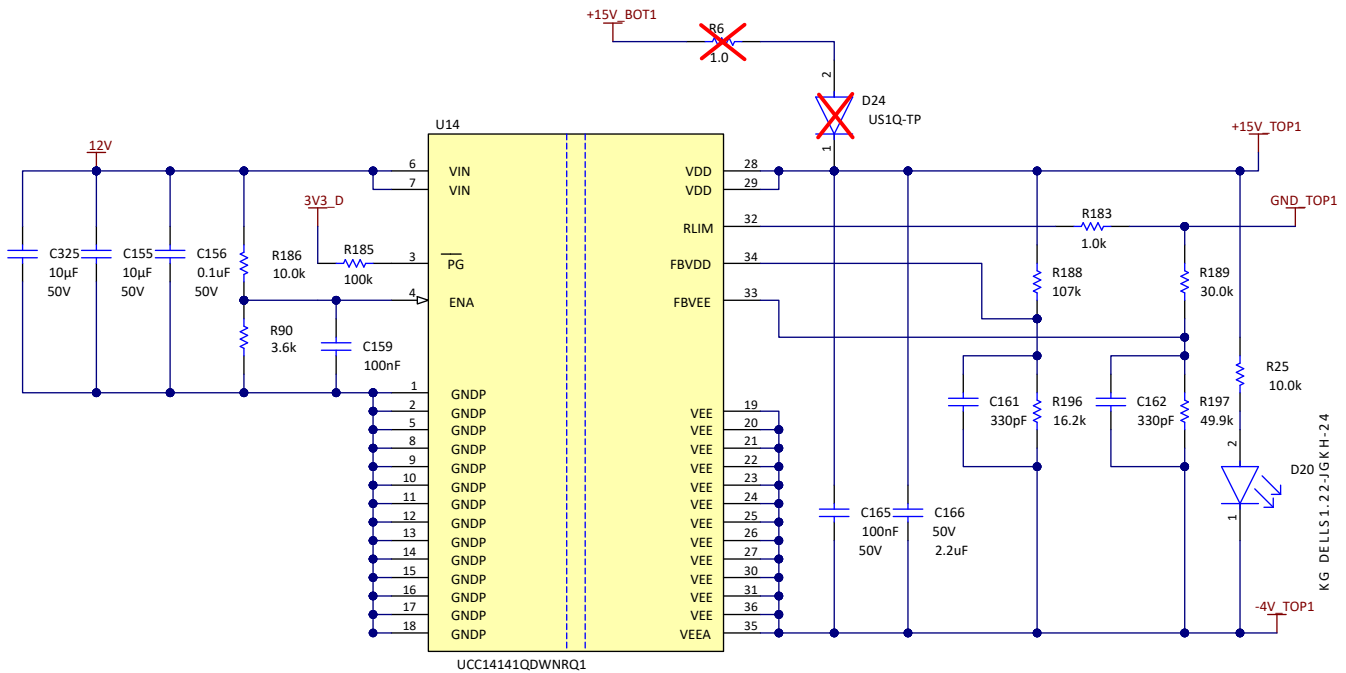 +15V_BOT1
R6
1.0
2
D24
US1Q-TP
1
U14
+15V_TOP1
12V
6
VIN
VDD
28
7
VIN
VDD
29
3V3_D
GND_TOP1
RLIM
32
R183
1.0k
C325
10µF
50V
C155
10µF
50V
C156
0.1uF
50V
R186
10.0k
R185
100k
3
PG
FBVDD
34
R188
107k
R189
30.0k
4
ENA
FBVEE
33
R90
3.6k
C159
100nF
R25
10.0k
1
GNDP
2
GNDP
5
GNDP
8
GNDP
9
GNDP
10
GNDP
11
GNDP
12
GNDP
13
GNDP
14
GNDP
15
GNDP
16
GNDP
17
GNDP
18
GNDP
VEE
19
VEE
20
VEE
21
VEE
22
VEE
23
VEE
24
VEE
25
VEE
26
VEE
27
VEE
30
VEE
31
VEE
36
VEEA
35
C161
330pF
R196
16.2k
C162
330pF
R197
49.9k
2
D20
1
KG DELLS1.22-JGKH-24
C165
100nF
50V
C166
50V
2.2uF
-4V_TOP1
UCC14141QDWNRQ1